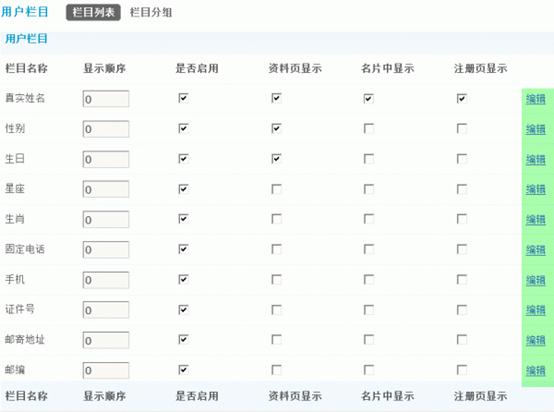 用户栏目 栏目列表 栏目分组
用户栏目
栏目名称 显示顺序 是否启用 资料页显示 名片中显示 注册页显示
真实姓名 0 编辑
性别 0 编辑
生日 0 编辑
星座 0 编辑
生肖 0 编辑
固定电话 0 编辑
手机 0 编辑
证件号 0 编辑
邮寄地址 0 编辑
邮编 0 编辑
栏目名称 显示顺序 是否启用 资料页显示 名片中显示 注册页显示